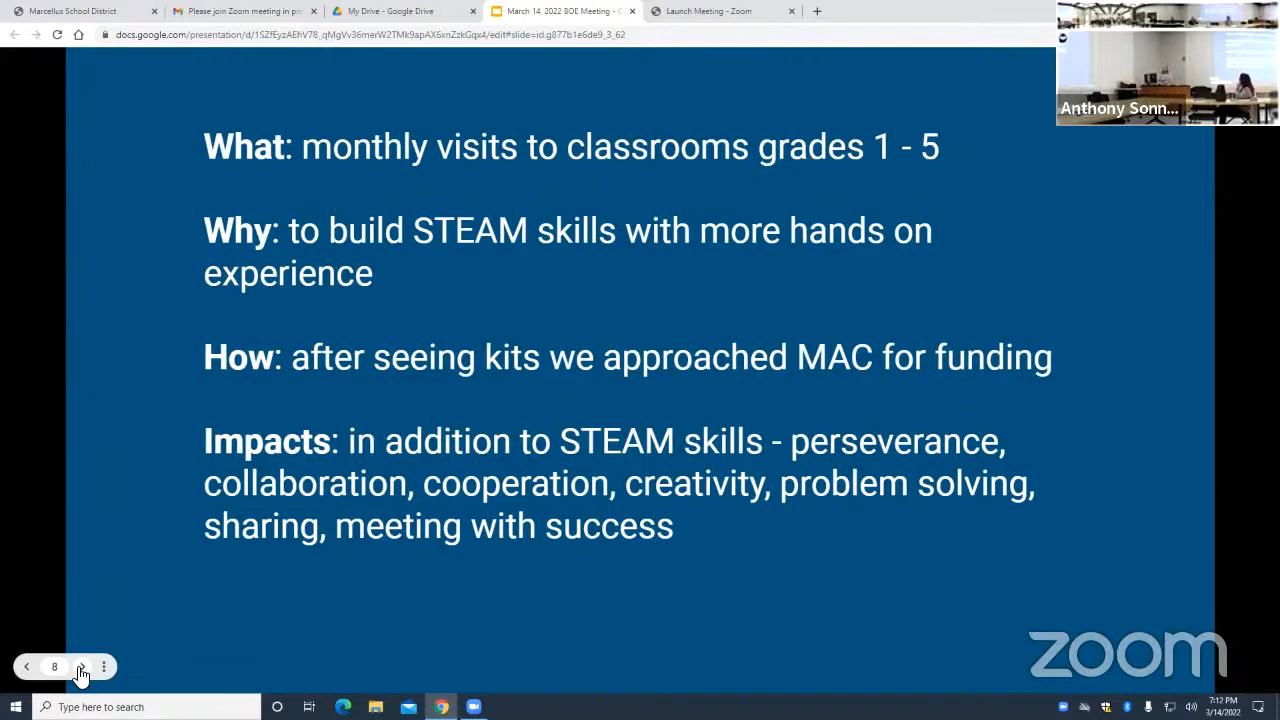 Marcellus School District
Please join Zoom meeting in pro
My Drive - Google Drive
March 14, 2022 BOE Meeting - G
Launch Meeting - Zoom
Anthony Sonn...
What: monthly visits to classrooms grades 1 - 5
Why: to build STEAM skills with more hands on
experience
How: after seeing kits we approached MAC for funding
Impacts: in addition to STEAM skills - perseverance,
collaboration, cooperation, creativity, problem solving,
sharing, meeting with success
zoom
8
Type here to search
7:12 PM
3/14/2022